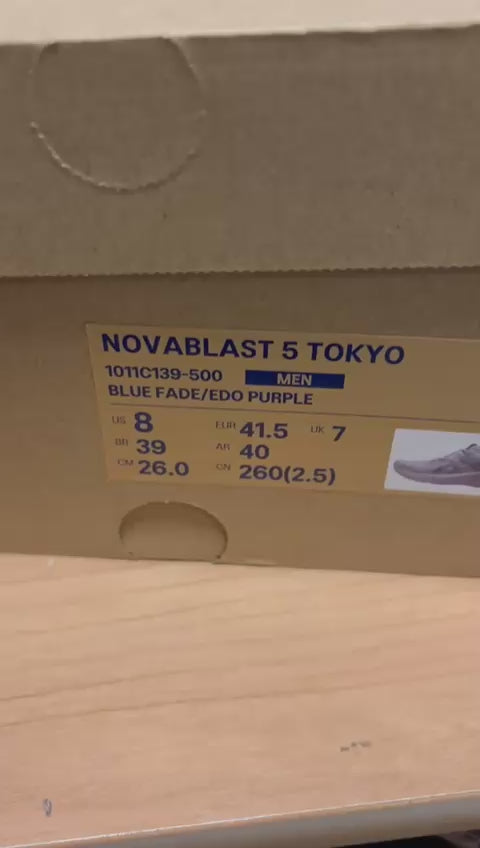 NOVABLAST 5 TOKYO
1011C139-500 MEN
BLUE FADE/EDO PURPLE
US 8 EUR 41.5 UK 7
BR 39 AR 40
CM 26.0 CN 260(2.5)